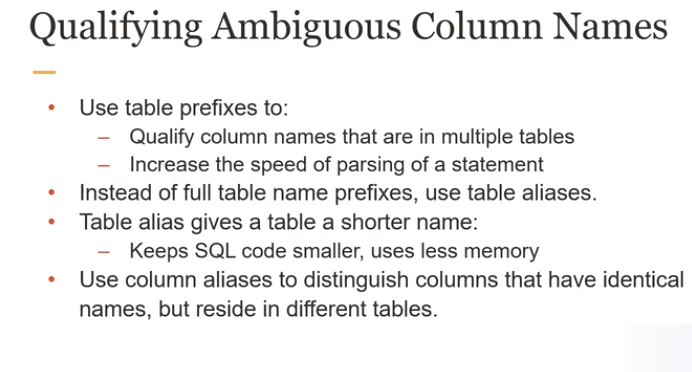 Qualifying Ambiguous Column Names
• Use table prefixes to:
– Qualify column names that are in multiple tables
– Increase the speed of parsing of a statement
• Instead of full table name prefixes, use table aliases.
• Table alias gives a table a shorter name:
– Keeps SQL code smaller, uses less memory
• Use column aliases to distinguish columns that have identical
names, but reside in different tables.